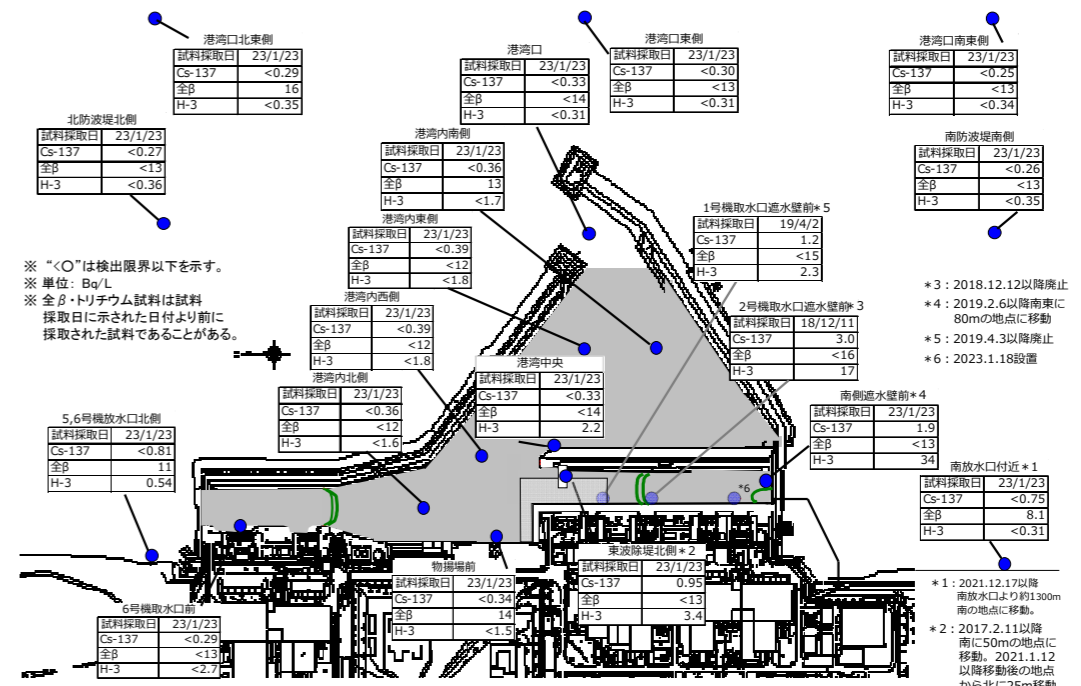 港湾口北東側
試料採取日 23/1/23
Cs-137 <0.29
全β 16
H-3 <0.35
港湾口東側
試料採取日 23/1/23
Cs-137 <0.30
全β <13
H-3 <0.31
港湾口
試料採取日 23/1/23
Cs-137 <0.33
全β <14
H-3 <0.31
港湾口南東側
試料採取日 23/1/23
Cs-137 <0.25
全β <13
H-3 <0.34
北防波堤北側
試料採取日 23/1/23
Cs-137 <0.27
全β <13
H-3 <0.36
港湾内南側
試料採取日 23/1/23
Cs-137 <0.36
全β 13
H-3 <1.7
南防波堤南側
試料採取日 23/1/23
Cs-137 <0.26
全β <13
H-3 <0.35
港湾内東側
試料採取日 23/1/23
Cs-137 <0.39
全β <12
H-3 <1.8
1号機取水口遮水壁前*5
試料採取日 19/4/2
Cs-137 1.2
全β <15
H-3 2.3
※ “<○”は検出限界以下を示す。
※ 単位: Bq/L
※ 全β・トリチウム試料は試料
採取日に示された日付より前に
採取された試料であることがある。
*3:2018.12.12以降廃止
*4:2019.2.6以降南東に
80mの地点に移動
*5:2019.4.3以降廃止
*6:2023.1.18設置
港湾内西側
試料採取日 23/1/23
Cs-137 <0.39
全β <12
H-3 <1.8
2号機取水口遮水壁前*3
試料採取日 18/12/11
Cs-137 3.0
全β <16
H-3 17
港湾中央
試料採取日 23/1/23
Cs-137 <0.33
全β <14
H-3 2.2
港湾内北側
試料採取日 23/1/23
Cs-137 <0.36
全β <12
H-3 <1.6
南側遮水壁前*4
試料採取日 23/1/23
Cs-137 1.9
全β <13
H-3 34
5,6号機放水口北側
試料採取日 23/1/23
Cs-137 <0.81
全β 11
H-3 0.54
南放水口付近*1
試料採取日 23/1/23
Cs-137 <0.75
全β 8.1
H-3 <0.31
*6
東波除堤北側*2
試料採取日 23/1/23
Cs-137 0.95
全β <13
H-3 3.4
物揚場前
試料採取日 23/1/23
Cs-137 <0.34
全β 14
H-3 <1.5
6号機取水口前
試料採取日 23/1/23
Cs-137 <0.29
全β <13
H-3 <2.7
*1:2021.12.17以降
南放水口より約1300m
南の地点に移動。
*2:2017.2.11以降
南に50mの地点に
移動。2021.1.12
以降移動後の地点
から北に25m移動